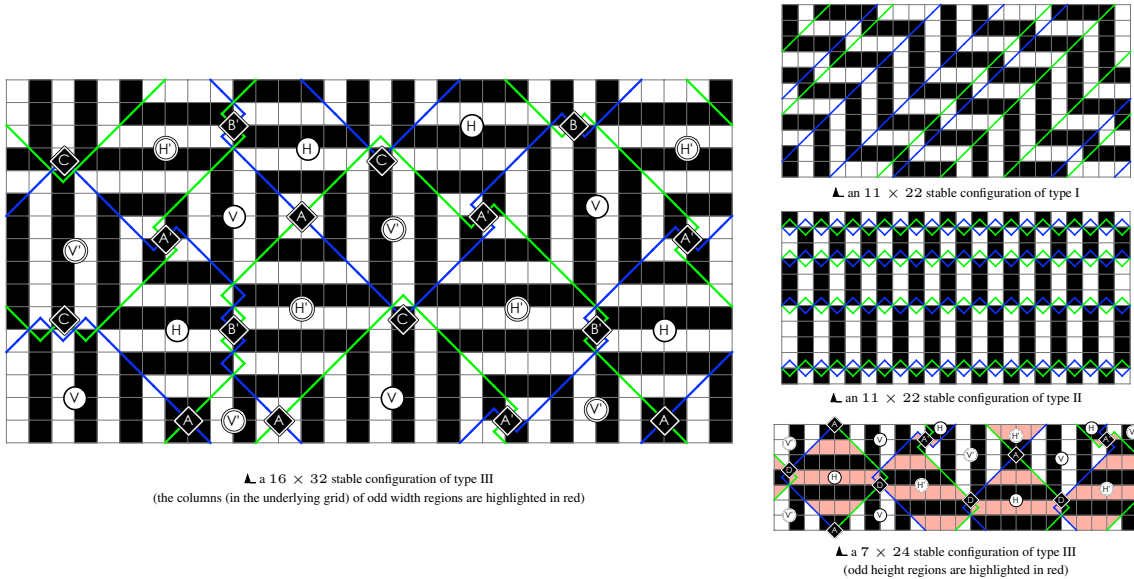 B' H B'
H' H H'
C C
V A A' V
V'
A' A'
V'
H' H'
C C
H B' B' H
V V V'
A V' A A' A
a 16 × 32 stable configuration of type III
(the columns (in the underlying grid) of odd width regions are highlighted in red)
an 11 × 22 stable configuration of type I
an 11 × 22 stable configuration of type II
A H H V
V' V A' H' A'
V' A V
D H D H' H'
D H D
V' V
A
a 7 × 24 stable configuration of type III
(odd height regions are highlighted in red)